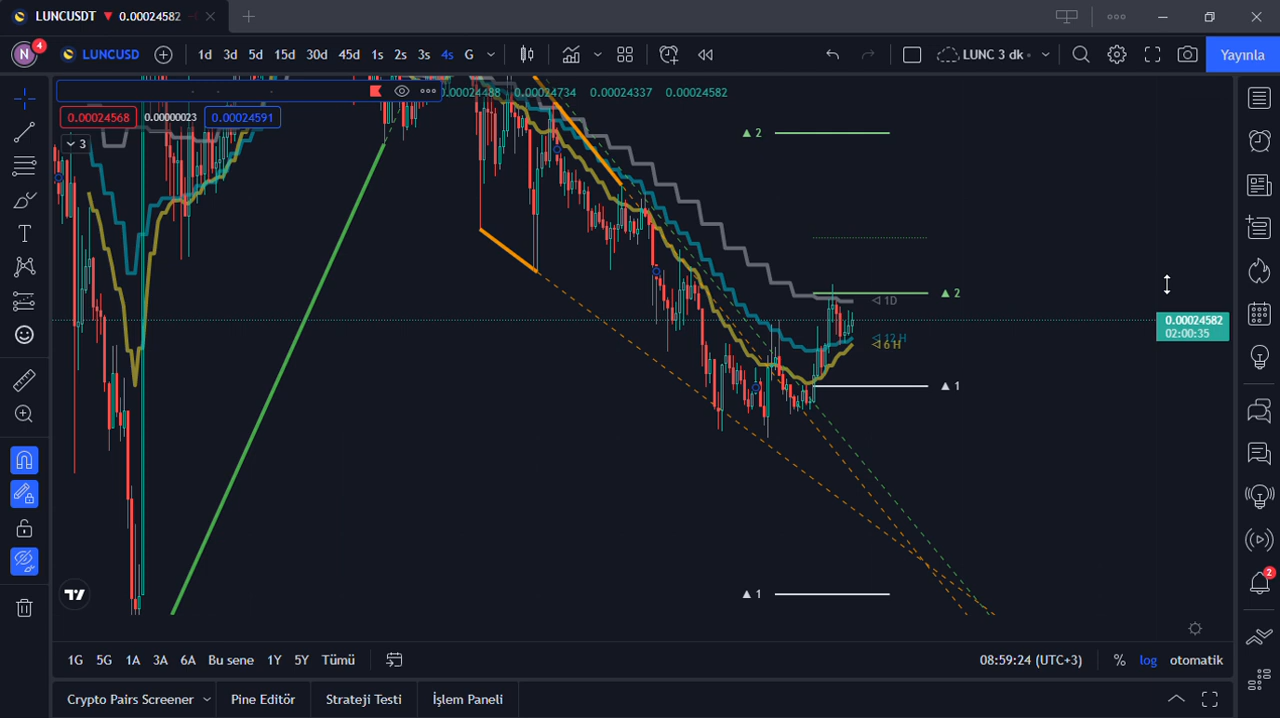 LUNCUSDT ▼ 0.00024582
N 4 LUNCUSD 1d 3d 5d 15d 30d 45d 1s 2s 3s 4s G LUNC 3 dk Yayınla
0.00024488 0.00024734 0.00024337 0.00024582
0.00024568 0.00000023 0.00024591
3
▲ 2
▲ 2
◁ 1D
0.00024582
02:00:35
◁ 12 H
◁ 6 H
▲ 1
▲ 1
2
1G 5G 1A 3A 6A Bu sene 1Y 5Y Tümü 08:59:24 (UTC+3) % log otomatik
Crypto Pairs Screener Pine Editör Strateji Testi İşlem Paneli